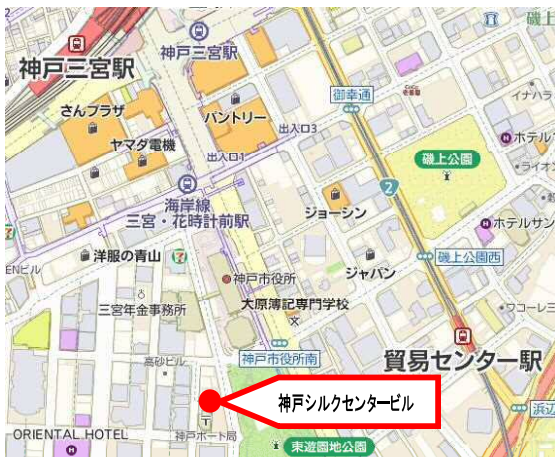 神戸三宮駅
神戸三宮駅
磯上
さんプラザ
ヤマダ電機
パントリー
出入口3
出入口1
御幸通
CoCo
壱番屋
イナハラ
ホテル
磯上公園
ライオ
2
海岸線
三宮・花時計前駅
ジョーシン
ホテルサン
洋服の青山
ENビル
神戸市役所
ジャパン
磯上公園西
三宮年金事務所
大原簿記専門学校
ワコーレ
高砂ビル
神戸市役所南
貿易センター駅
神戸シルクセンタービル
浜辺
ORIENTAL HOTEL
神戸ポート局
東遊園地公園